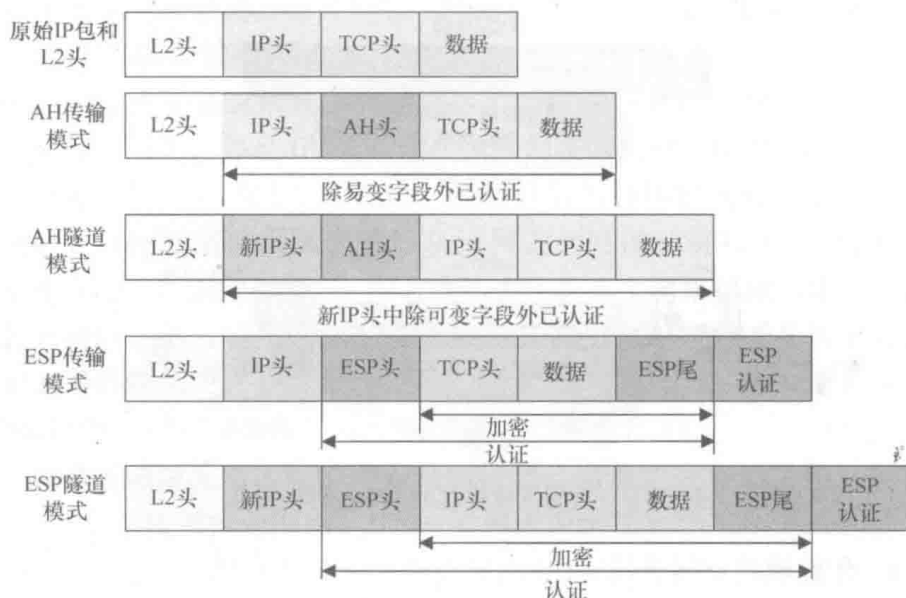 原始IP包和
L2头
L2头 IP头 TCP头 数据
AH传输
模式
L2头 IP头 AH头 TCP头 数据
除易变字段外已认证
AH隧道
模式
L2头 新IP头 AH头 IP头 TCP头 数据
新IP头中除可变字段外已认证
ESP传输
模式
L2头 IP头 ESP头 TCP头 数据 ESP尾 ESP
认证
加密
认证
ESP隧道
模式
L2头 新IP头 ESP头 IP头 TCP头 数据 ESP尾 ESP
认证
加密
认证